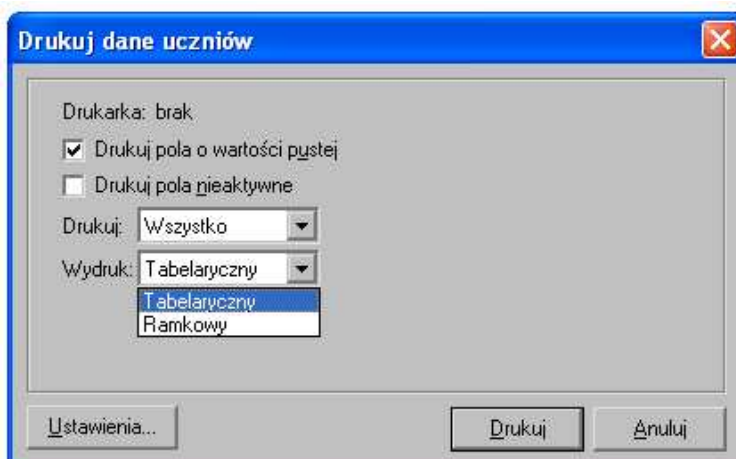 Drukuj dane uczniów
Drukarka: brak
Drukuj pola o wartości pustej
Drukuj pola nieaktywne
Drukuj: Wszystko
Wydruk: Tabelaryczny
Tabelaryczny
Ramkowy
Ustawienia... Drukuj Anuluj